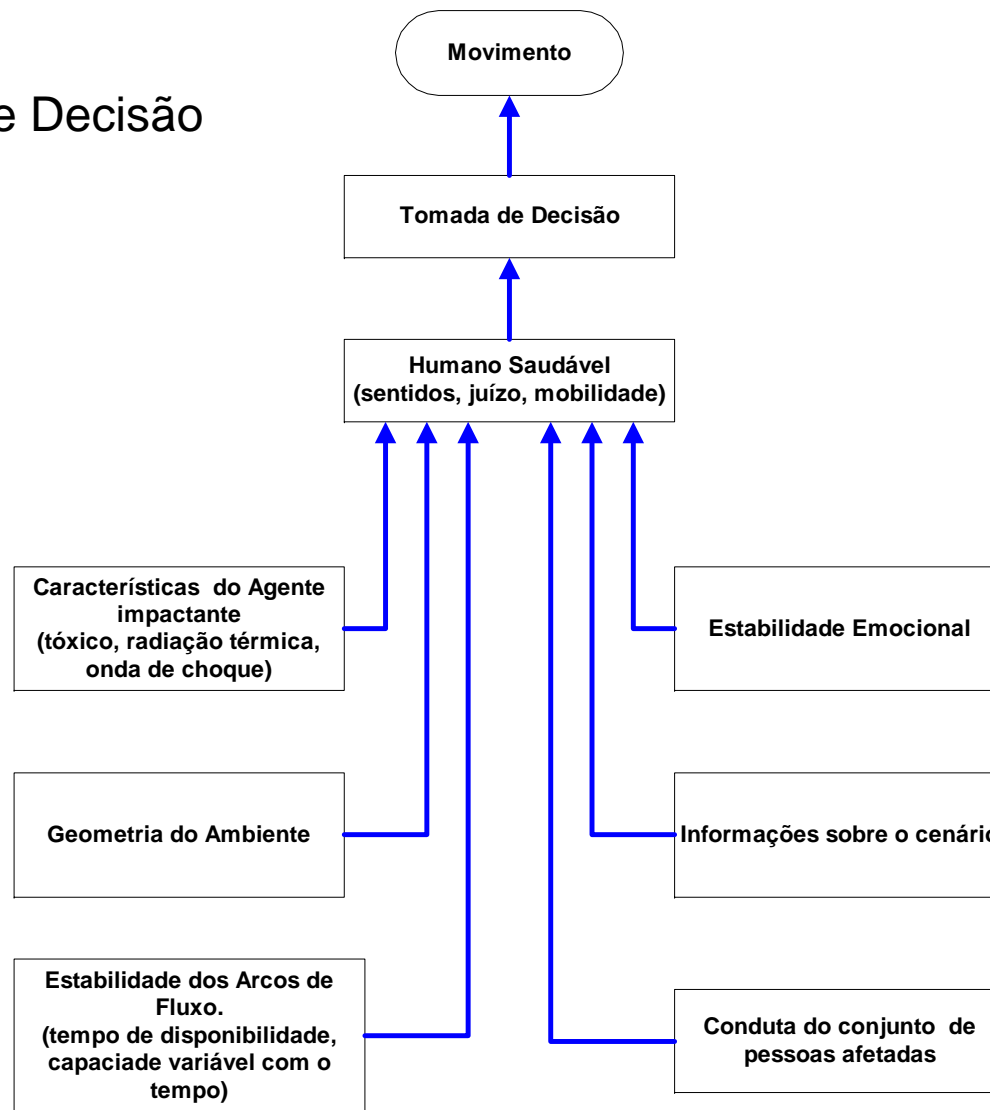 Movimento
e Decisão
Tomada de Decisão
Humano Saudável
(sentidos, juízo, mobilidade)
Característícas do Agente
impactante
(tóxico, radiação térmica,
onda de choque)
Estabilidade Emocional
Geometria do Ambiente
Informações sobre o cenário
Estabilidade dos Arcos de
Fluxo.
(tempo de disponibilidade,
capaciade variável com o
tempo)
Conduta do conjunto de
pessoas afetadas